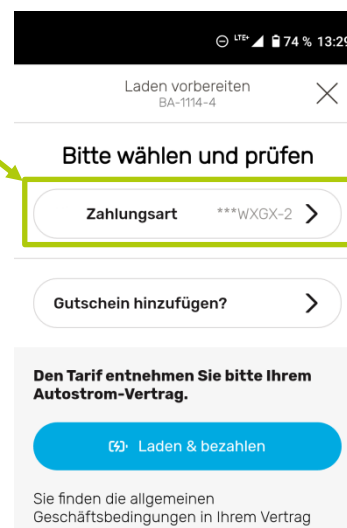 LTE+ 74 % 13:29
Laden vorbereiten
BA-1114-4
Bitte wählen und prüfen
Zahlungsart ***WXGX-2
Gutschein hinzufügen?
Den Tarif entnehmen Sie bitte Ihrem
Autostrom-Vertrag.
Laden & bezahlen
Sie finden die allgemeinen
Geschäftsbedingungen in Ihrem Vertrag